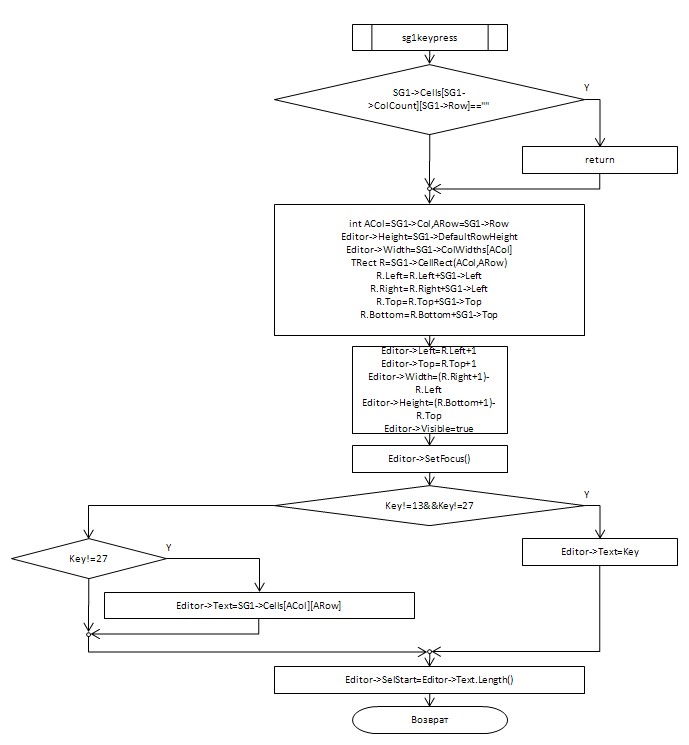 sg1keypress
SG1->Cells[SG1-
>ColCount][SG1->Row]==""
Y
return
int ACol=SG1->Col,ARow=SG1->Row
Editor->Height=SG1->DefaultRowHeight
Editor->Width=SG1->ColWidths[ACol]
TRect R=SG1->CellRect(ACol,ARow)
R.Left=R.Left+SG1->Left
R.Right=R.Right+SG1->Left
R.Top=R.Top+SG1->Top
R.Bottom=R.Bottom+SG1->Top
Editor->Left=R.Left+1
Editor->Top=R.Top+1
Editor->Width=(R.Right+1)-
R.Left
Editor->Height=(R.Bottom+1)-
R.Top
Editor->Visible=true
Editor->SetFocus()
Key!=13&&Key!=27
Y
Key!=27
Y
Editor->Text=Key
Editor->Text=SG1->Cells[ACol][ARow]
Editor->SelStart=Editor->Text.Length()
Возврат